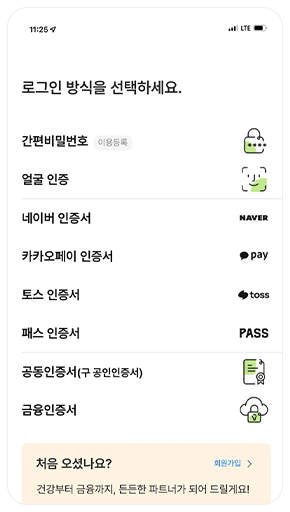 11:25 LTE
로그인 방식을 선택하세요.
간편비밀번호 이용등록
얼굴 인증
네이버 인증서 NAVER
카카오페이 인증서 pay
토스 인증서 toss
패스 인증서 PASS
공동인증서(구 공인인증서)
금융인증서
처음 오셨나요? 회원가입
건강부터 금융까지, 든든한 파트너가 되어 드릴게요!